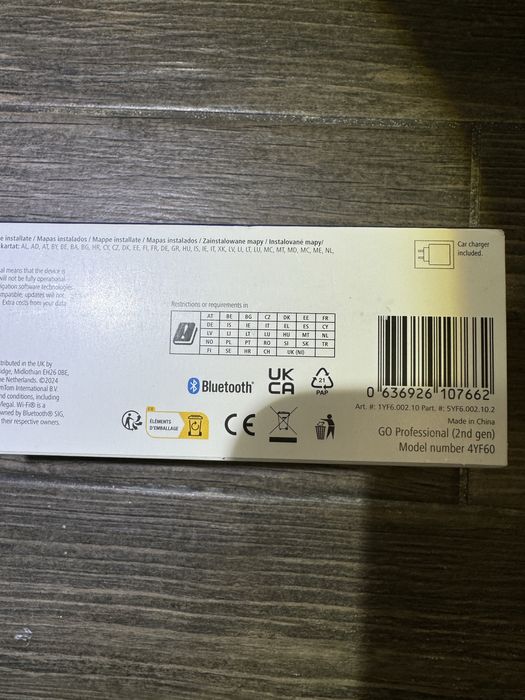 e installate / Mapas instalados / Mappe installate / Mapas instalados / Zainstalowane mapy / Instalované mapy/
kartat: AL, AD, AT, BY, BE, BA, BG, HR, CY, CZ, DK, EE, FI, FR, DE, GR, HU, IS, IE, IT, XK, LV, LI, LT, LU, MC, MT, MD, MC, ME, NL,
Car charger
included.
al means that the device is
will not be fully operational
igation software technologies
mpatible, updates will not
Extra costs from your data
Restrictions or requirements in
AT BE BG CZ DK EE FR
DE IS IE IT EL ES CY
LV LI LT LU HU MT NL
NO PL PT RO SI SK TR
FI SE HR CH UK (NI)
tributed in the UK by
idge, Midlothian EH26 0BE,
he Netherlands. ©2024
mTom International B.V.
nd conditions, including
/legal. Wi-Fi® is a
owned by Bluetooth® SIG,
their respective owners.
Bluetooth®
UK
CA
21
PAP
FR
ÉLÉMENTS
D'EMBALLAGE
CE
0 636926 107662
Art. #: 1YF6.002.10 Part. #: 5YF6.002.10.2
Made in China
GO Professional (2nd gen)
Model number 4YF60